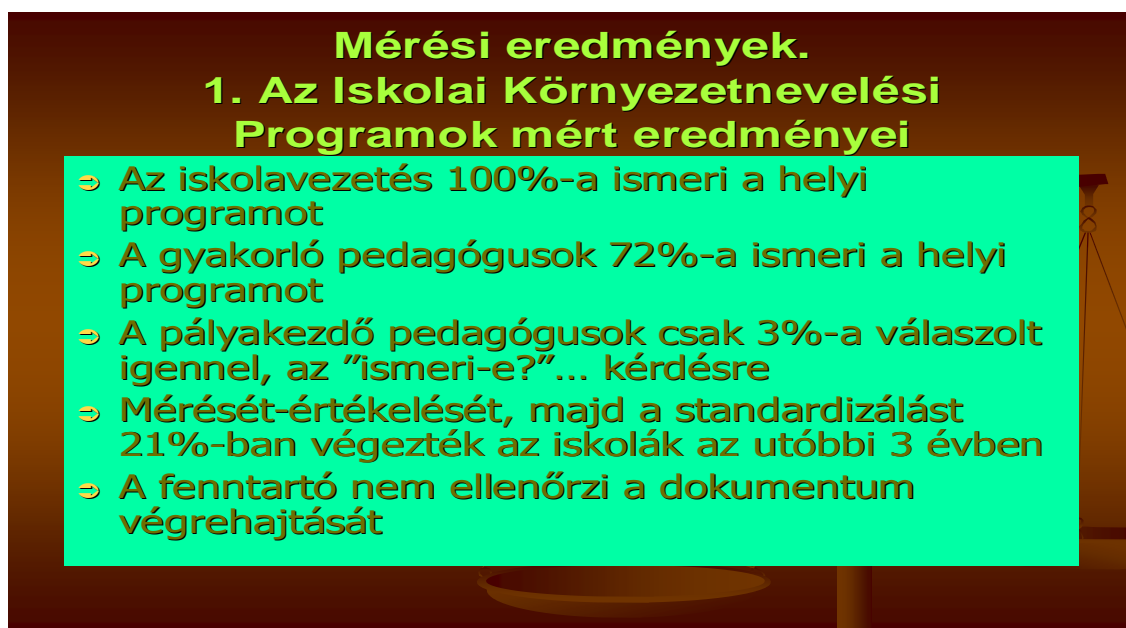 Mérési eredmények.
1. Az Iskolai Környezetnevelési
Programok mért eredményei
Az iskolavezetés 100%-a ismeri a helyi
programot
A gyakorló pedagógusok 72%-a ismeri a helyi
programot
A pályakezdő pedagógusok csak 3%-a válaszolt
igennel, az ”ismeri-e?”... kérdésre
Mérését-értékelését, majd a standardizálást
21%-ban végezték az iskolák az utóbbi 3 évben
A fenntartó nem ellenőrzi a dokumentum
végrehajtását